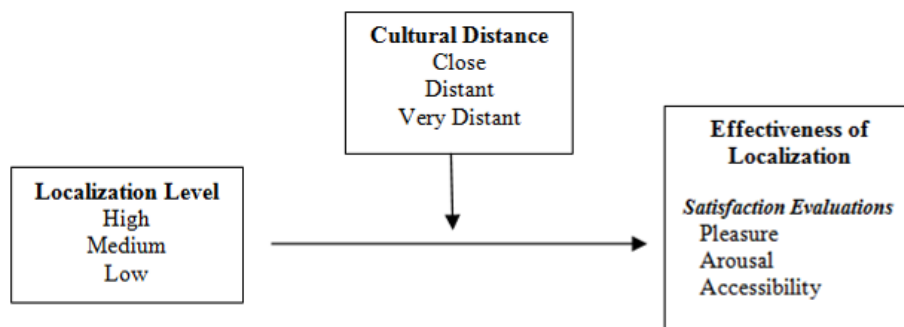 Cultural Distance
Close
Distant
Very Distant
Localization Level
High
Medium
Low
Effectiveness of
Localization
Satisfaction Evaluations
Pleasure
Arousal
Accessibility